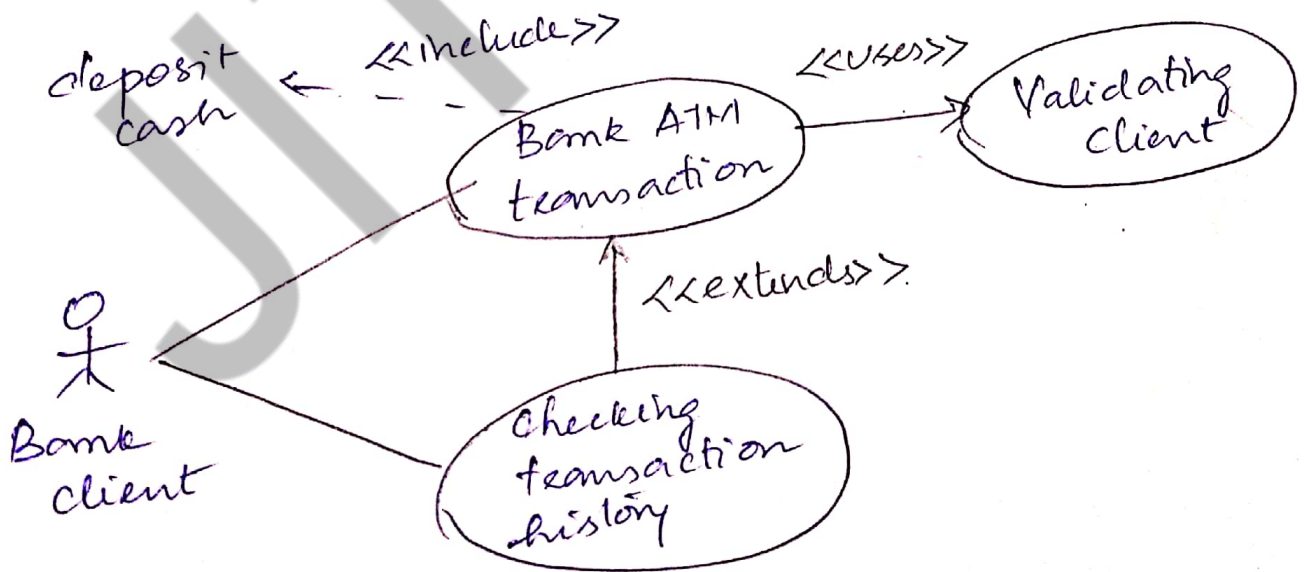 deposit
cash
<<include>>
<<uses>>
Validating
Client
Bank ATM
transaction
<<extends>>
Bank
client
Checking
transaction
history